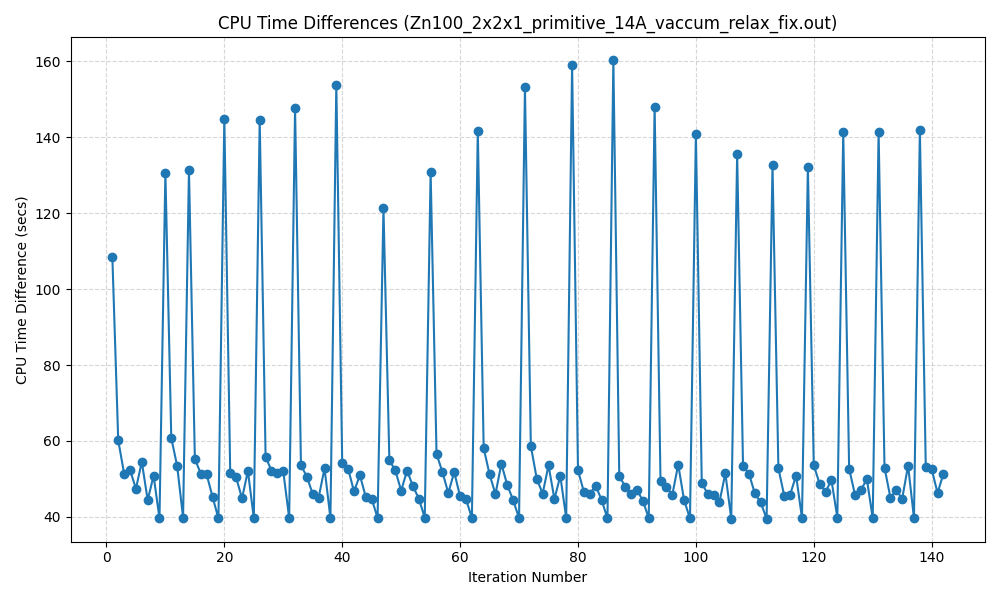 CPU Time Differences (Zn100_2x2x1_primitive_14A_vaccum_relax_fix.out)
CPU Time Difference (secs)
160
140
120
100
80
60
40
0 20 40 60 80 100 120 140
Iteration Number